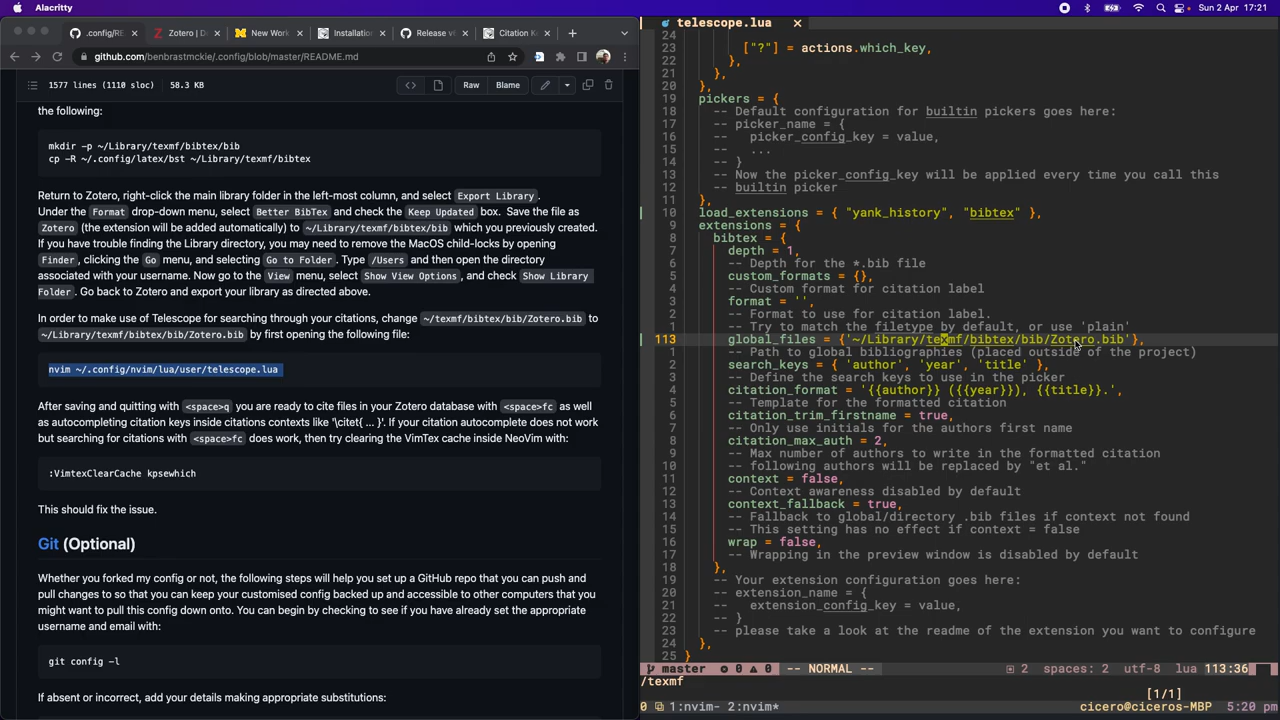 Alacritty
Sun 2 Apr 17:21
.config/RE
Zotero | De
New Work
Installation
Release v6
Citation Ke
github.com/benbrastmckie/.config/blob/master/README.md
1577 lines (1110 sloc) 58.3 KB
Raw Blame
the following:
mkdir -p ~/Library/texmf/bibtex/bib
cp -R ~/.config/latex/bst ~/Library/texmf/bibtex
Return to Zotero, right-click the main library folder in the left-most column, and select Export Library.
Under the Format drop-down menu, select Better BibTex and check the Keep Updated box. Save the file as
Zotero (the extension will be added automatically) to ~/Library/texmf/bibtex/bib which you previously created.
If you have trouble finding the Library directory, you may need to remove the MacOS child-locks by opening
Finder, clicking the Go menu, and selecting Go to Folder. Type /Users and then open the directory
associated with your username. Now go to the View menu, select Show View Options, and check Show Library
Folder. Go back to Zotero and export your library as directed above.
In order to make use of Telescope for searching through your citations, change ~/texmf/bibtex/bib/Zotero.bib to
~/Library/texmf/bibtex/bib/Zotero.bib by first opening the following file:
nvim ~/.config/nvim/lua/user/telescope.lua
After saving and quitting with <space>q you are ready to cite files in your Zotero database with <space>fc as well
as autocompleting citation keys inside citations contexts like '\citet{ ... }'. If your citation autocomplete does not work
but searching for citations with <space>fc does work, then try clearing the VimTex cache inside NeoVim with:
:VimtexClearCache kpsewhich
This should fix the issue.
Git (Optional)
Whether you forked my config or not, the following steps will help you set up a GitHub repo that you can push and
pull changes to so that you can keep your customised config backed up and accessible to other computers that you
might want to pull this config down onto. You can begin by checking to see if you have already set the appropriate
username and email with:
git config -l
If absent or incorrect, add your details making appropriate substitutions:
telescope.lua
24
23 ["?"] = actions.which_key,
22 },
21 },
20 },
19 pickers = {
18 -- Default configuration for builtin pickers goes here:
17 -- picker_name = {
16 -- picker_config_key = value,
15 -- ...
14 -- }
13 -- Now the picker_config_key will be applied every time you call this
12 -- builtin picker
11 },
10 load_extensions = { "yank_history", "bibtex" },
9 extensions = {
8 bibtex = {
7 depth = 1,
6 -- Depth for the *.bib file
5 custom_formats = {},
4 -- Custom format for citation label
3 format = '',
2 -- Format to use for citation label.
1 -- Try to match the filetype by default, or use 'plain'
113 global_files = {'~/Library/texmf/bibtex/bib/Zotero.bib'},
1 -- Path to global bibliographies (placed outside of the project)
2 search_keys = { 'author', 'year', 'title' },
3 -- Define the search keys to use in the picker
4 citation_format = '{{author}} ({{year}}), {{title}}.',
5 -- Template for the formatted citation
6 citation_trim_firstname = true,
7 -- Only use initials for the authors first name
8 citation_max_auth = 2,
9 -- Max number of authors to write in the formatted citation
10 -- following authors will be replaced by "et al."
11 context = false,
12 -- Context awareness disabled by default
13 context_fallback = true,
14 -- Fallback to global/directory .bib files if context not found
15 -- This setting has no effect if context = false
16 wrap = false,
17 -- Wrapping in the preview window is disabled by default
18 },
19 -- Your extension configuration goes here:
20 -- extension_name = {
21 -- extension_config_key = value,
22 -- }
23 -- please take a look at the readme of the extension you want to configure
24 },
25 }
master 0 0 -- NORMAL -- 2 spaces: 2 utf-8 lua 113:36
/texmf
[1/1]
0 1:nvim- 2:nvim* cicero@ciceros-MBP 5:20 pm